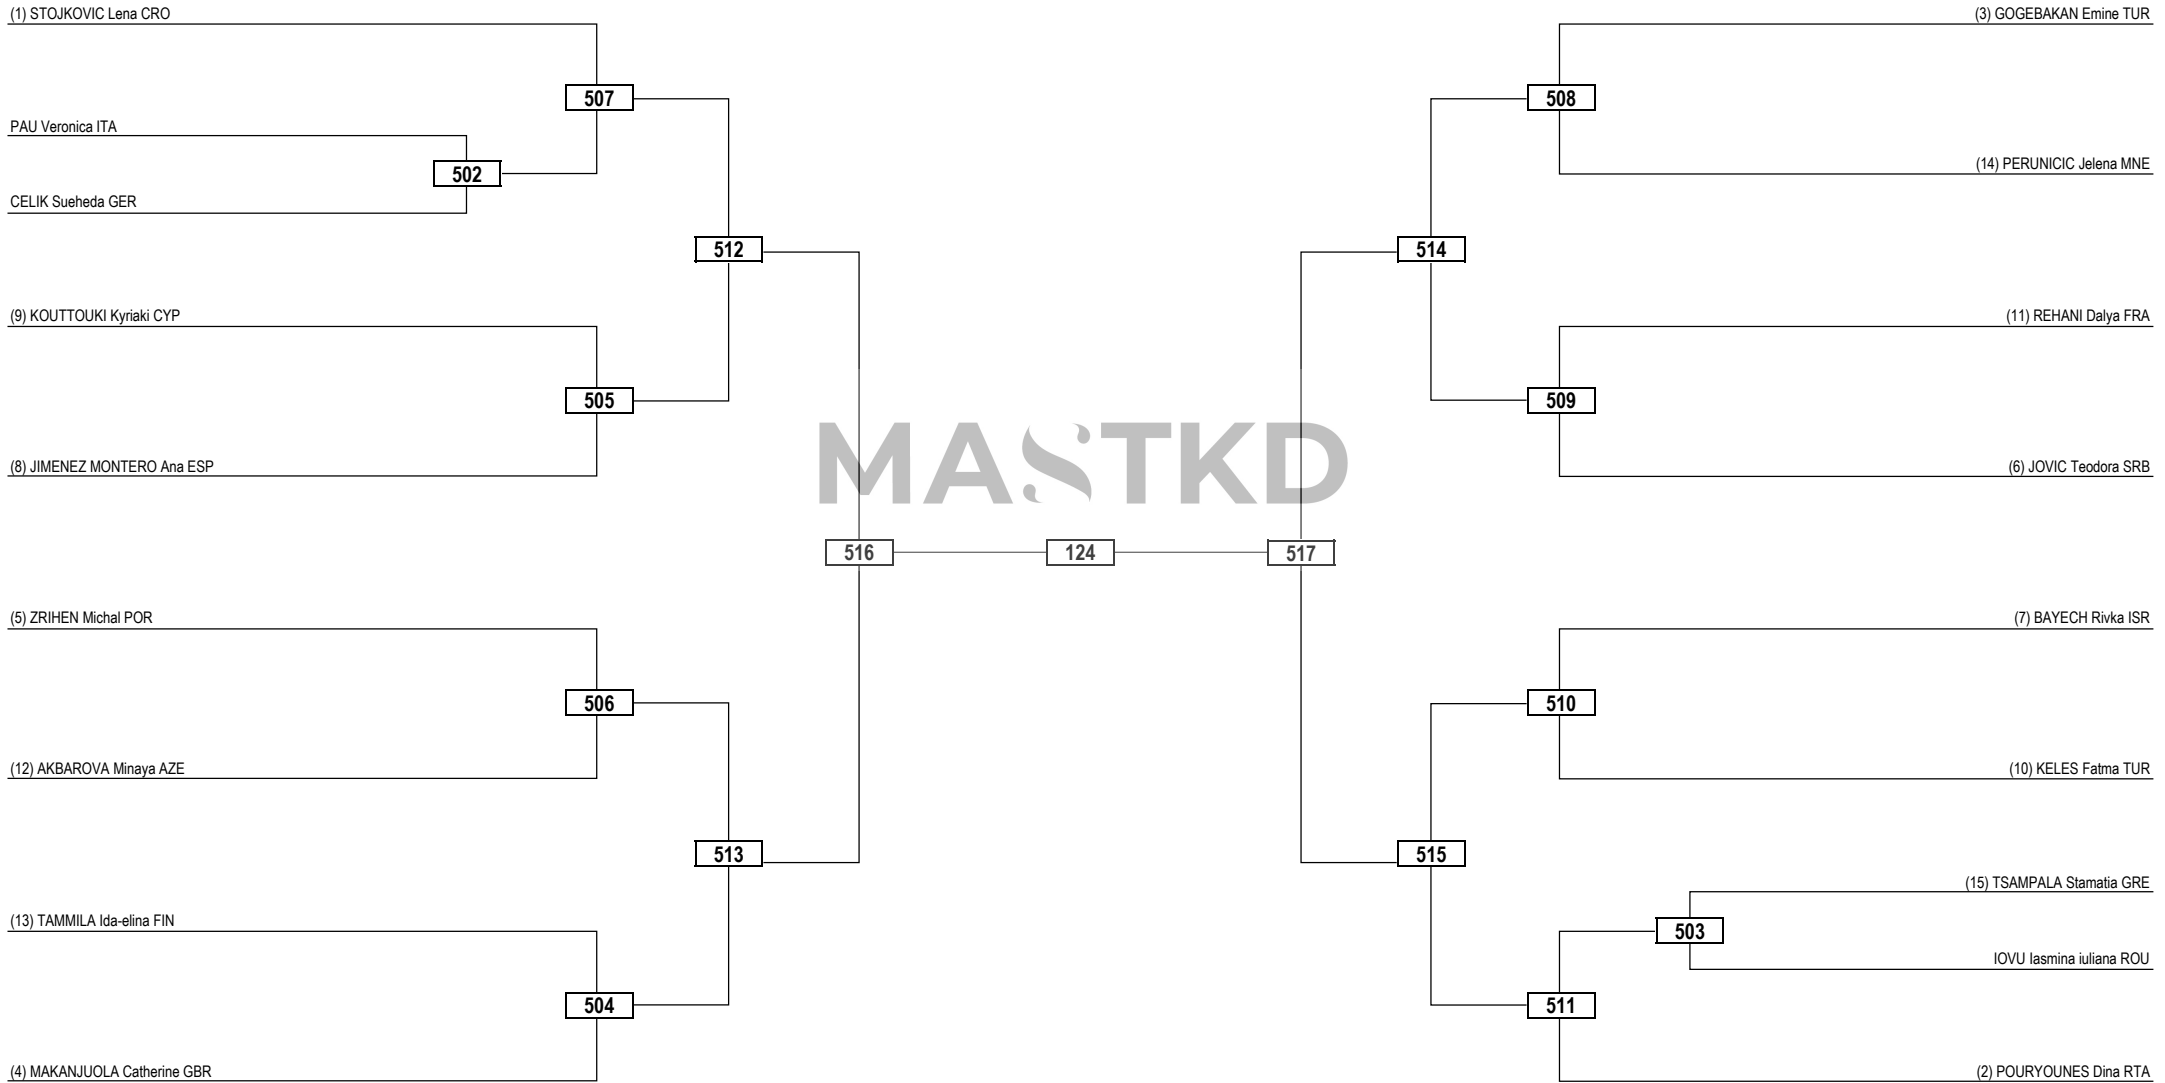 (1) STOJKOVIC Lena CRO
(3) GOGEBAKAN Emine TUR
507
508
PAU Veronica ITA
502
(14) PERUNICIC Jelena MNE
CELIK Sueheda GER
512
514
(9) KOUTTOUKI Kyriaki CYP
(11) REHANI Dalya FRA
505
509
(8) JIMENEZ MONTERO Ana ESP
(6) JOVIC Teodora SRB
MASTKD
516
124
517
(5) ZRIHEN Michal POR
(7) BAYECH Rivka ISR
506
510
(12) AKBAROVA Minaya AZE
(10) KELES Fatma TUR
513
515
(15) TSAMPALA Stamatia GRE
(13) TAMMILA Ida-elina FIN
503
IOVU Iasmina iuliana ROU
504
511
(4) MAKANJUOLA Catherine GBR
(2) POURYOUNES Dina RTA